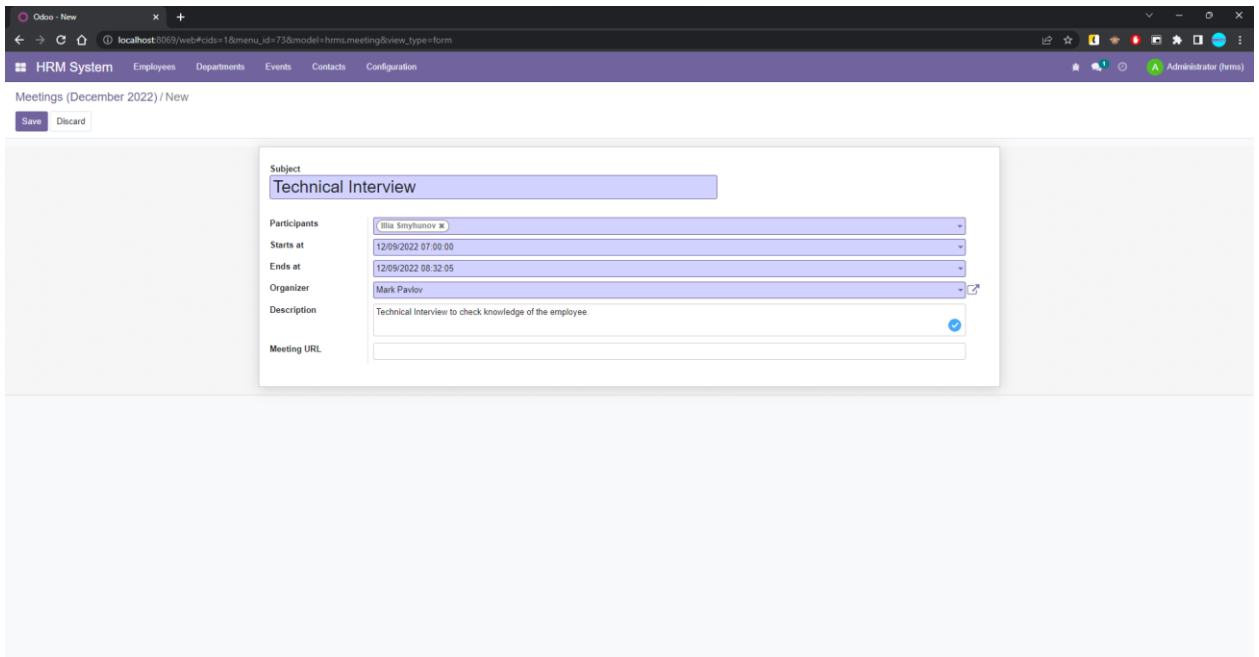 Odoo - New
localhost:8069/web#cids=1&menu_id=73&model=hrms.meeting&view_type=form
HRM System Employees Departments Events Contacts Configuration 1 A Administrator (hrms)
Meetings (December 2022) / New
Save Discard
Subject
Technical Interview
Participants Illia Smyhunov
Starts at 12/09/2022 07:00:00
Ends at 12/09/2022 08:32:05
Organizer Mark Pavlov
Description Technical Interview to check knowledge of the employee.
Meeting URL